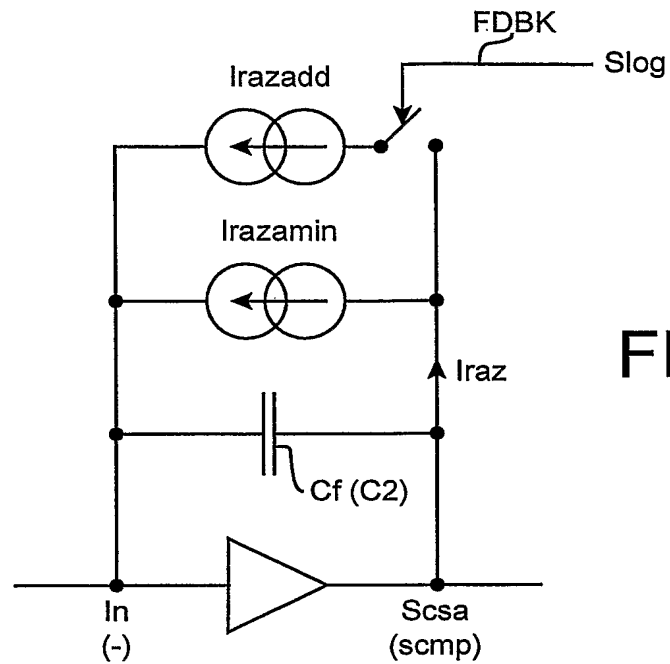 FDBK
Slog
Irazadd
Irazamin
Iraz
Cf (C2)
In
(-)
Scsa
(scmp)